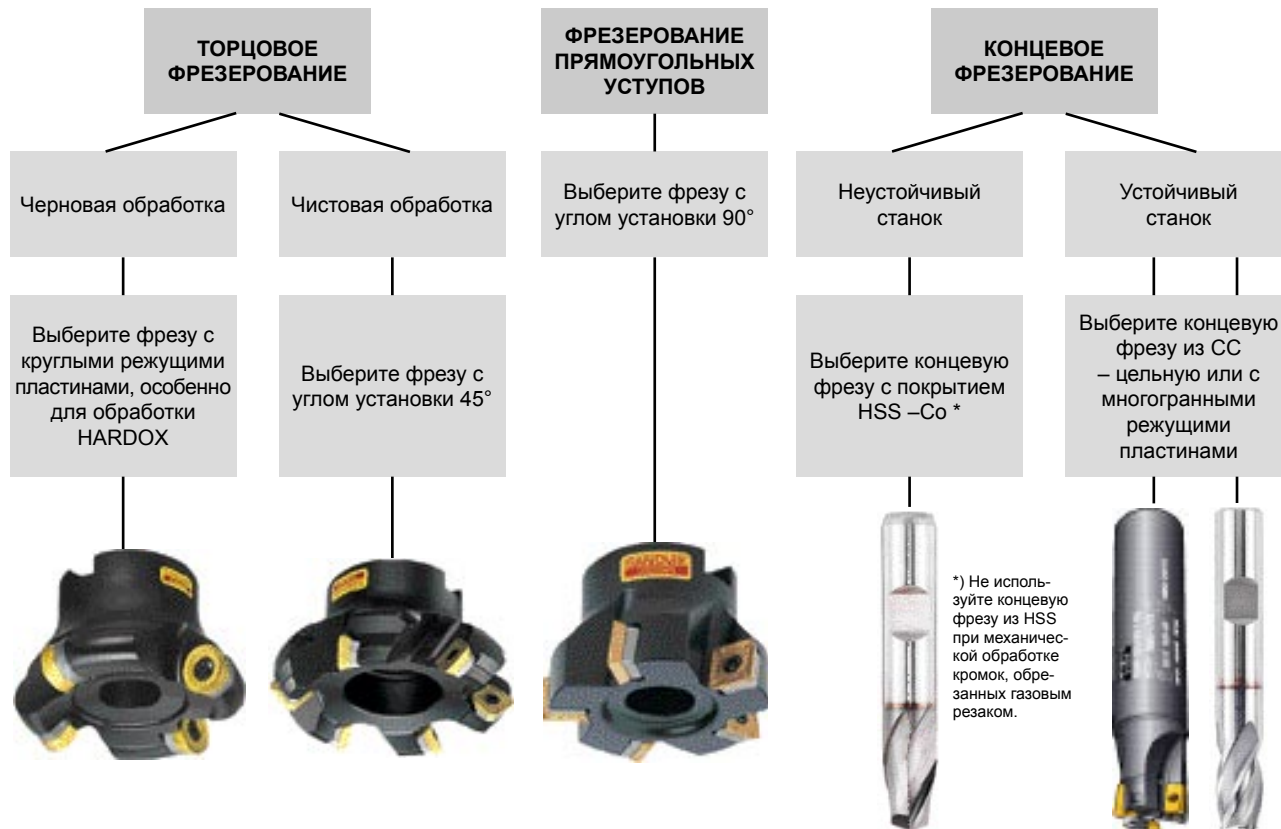 ТОРЦОВОЕ
ФРЕЗЕРОВАНИЕ
ФРЕЗЕРОВАНИЕ
ПРЯМОУГОЛЬНЫХ
УСТУПОВ
КОНЦЕВОЕ
ФРЕЗЕРОВАНИЕ
Черновая обработка
Чистовая обработка
Выберите фрезу с
углом установки 90°
Неустойчивый
станок
Устойчивый
станок
Выберите фрезу с
круглыми режущими
пластинами, особенно
для обработки
HARDOX
Выберите фрезу с
углом установки 45°
Выберите концевую
фрезу с покрытием
HSS –Co *
Выберите концевую
фрезу из CC
– цельную или с
многогранными
режущими
пластинами
SANDVIK
*) Не исполь-
зуйте концевую
фрезу из HSS
при механичес-
кой обработке
кромок, обре-
занных газовым
резаком.